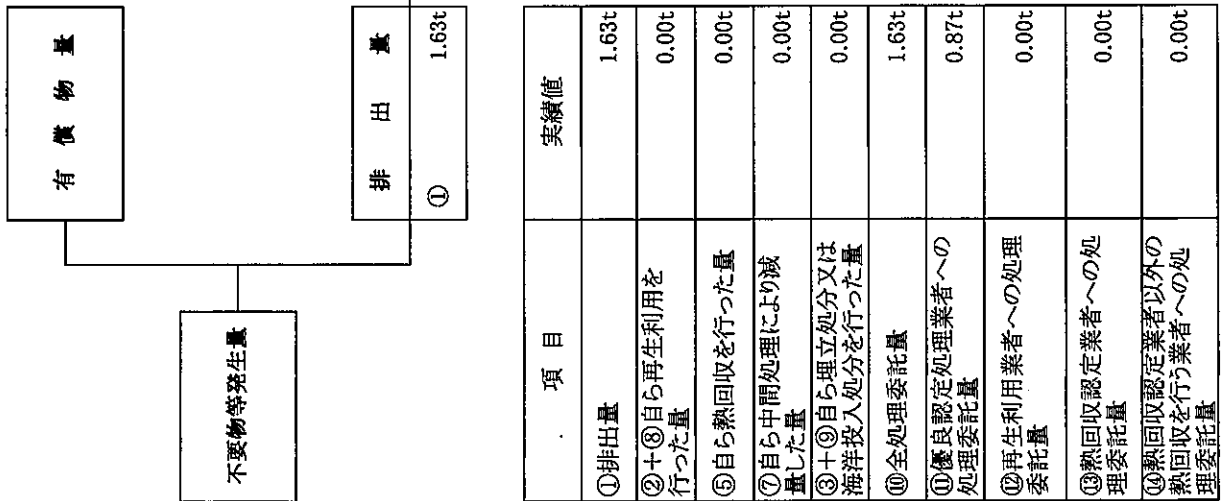 有償物量
不要物等発生量
排出量
① 1.63t
項目 実績値
①排出量 1.63t
②+⑧自ら再生利用を
行った量 0.00t
⑤自ら熱回収を行った量 0.00t
⑦自ら中間処理により減
量した量 0.00t
③+⑨自ら埋立処分又は
海洋投入処分を行った量 0.00t
⑩全処理委託量 1.63t
⑪優良認定処理業者への
処理委託量 0.87t
⑫再生利用業者への処理
委託量 0.00t
⑬熱回収認定業者への処
理委託量 0.00t
⑭熱回収認定業者以外の
熱回収を行う業者への処
理委託量 0.00t